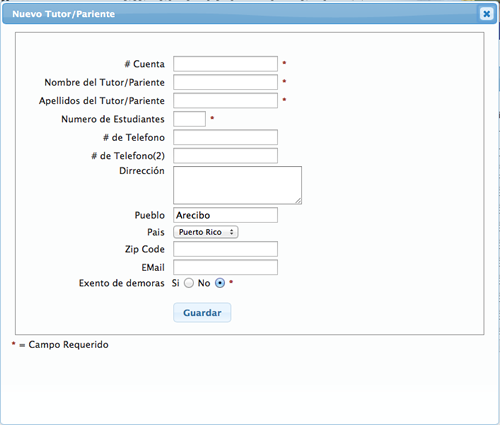 Nuevo Tutor/Pariente
# Cuenta *
Nombre del Tutor/Pariente *
Apellidos del Tutor/Pariente *
Numero de Estudiantes *
# de Telefono
# de Telefono(2)
Dirrección
Pueblo Arecibo
Pais Puerto Rico
Zip Code
EMail
Exento de demoras Si No *
Guardar
* = Campo Requerido